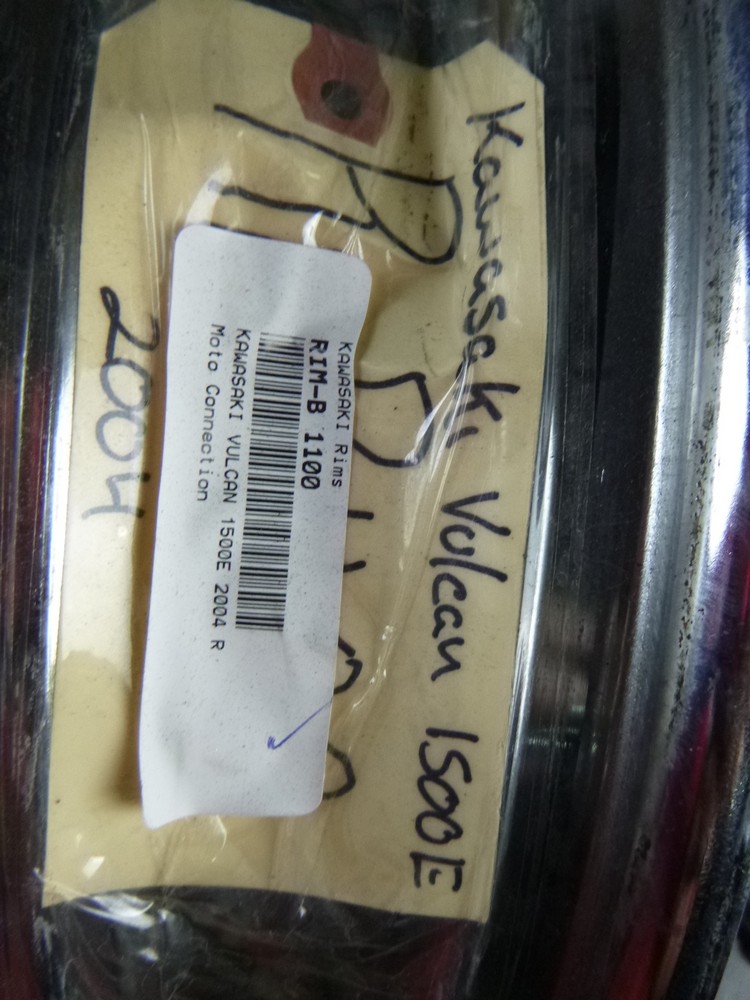 Kawasaki Vulcan 1500E
2004
KAWASAKI Rims
RIM-B 1100
KAWASAKI VULCAN 1500E 2004 R
Moto Connection